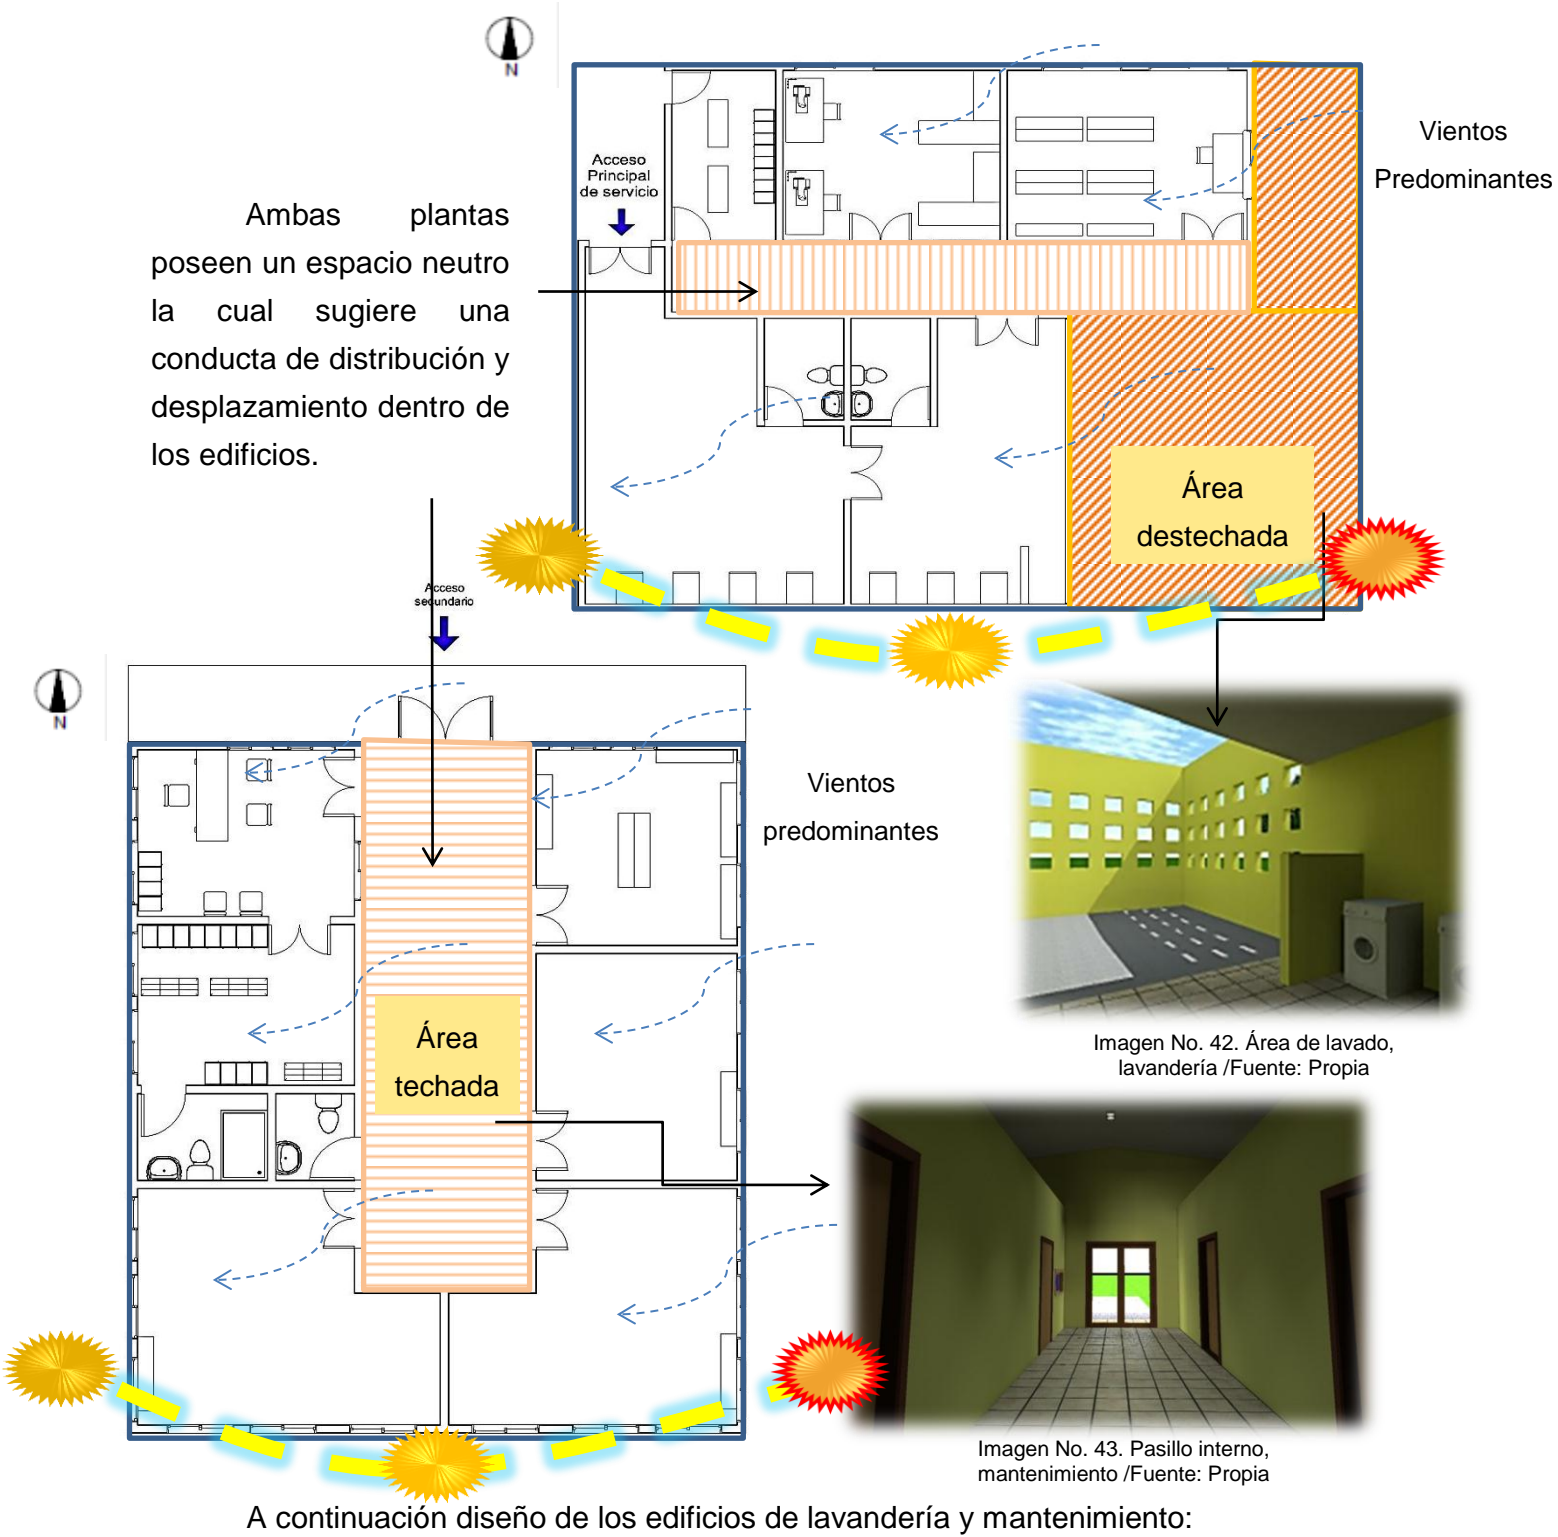 N
Acceso
Principal
de servicio
Vientos
Predominantes
Ambas plantas
poseen un espacio neutro
la cual sugiere una
conducta de distribución y
desplazamiento dentro de
los edificios.
Área
destechada
Acceso
secundario
N
Vientos
predominantes
Área
techada
Imagen No. 42. Área de lavado,
lavandería /Fuente: Propia
Imagen No. 43. Pasillo interno,
mantenimiento /Fuente: Propia
A continuación diseño de los edificios de lavandería y mantenimiento: